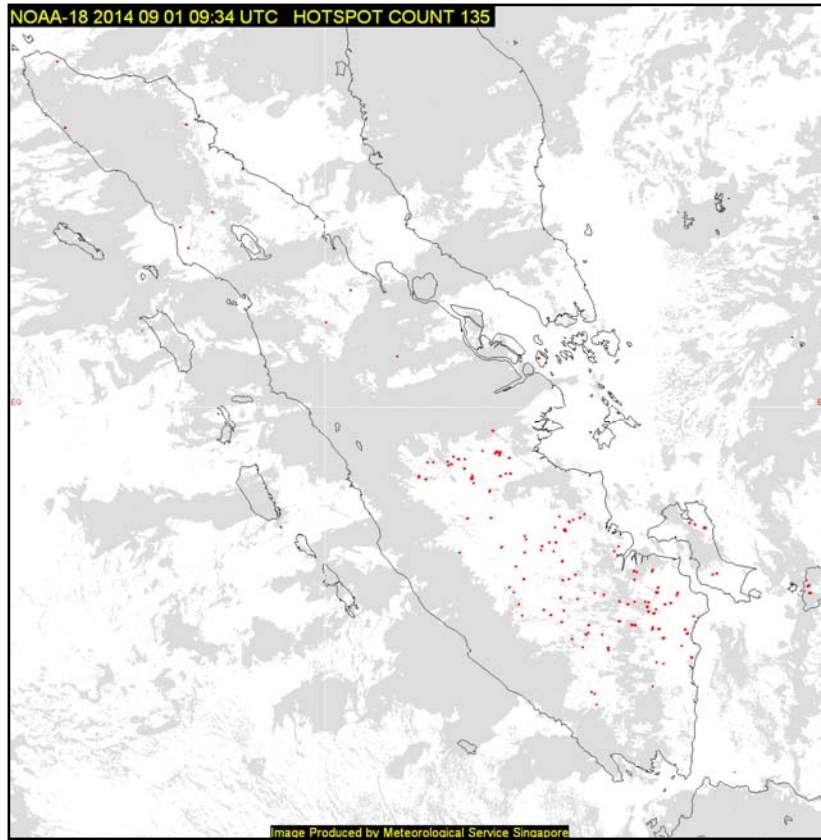 NOAA-18 2014 09 01 09:34 UTC HOTSPOT COUNT 135
EQ
E
Image Produced by Meteorological Service Singapore